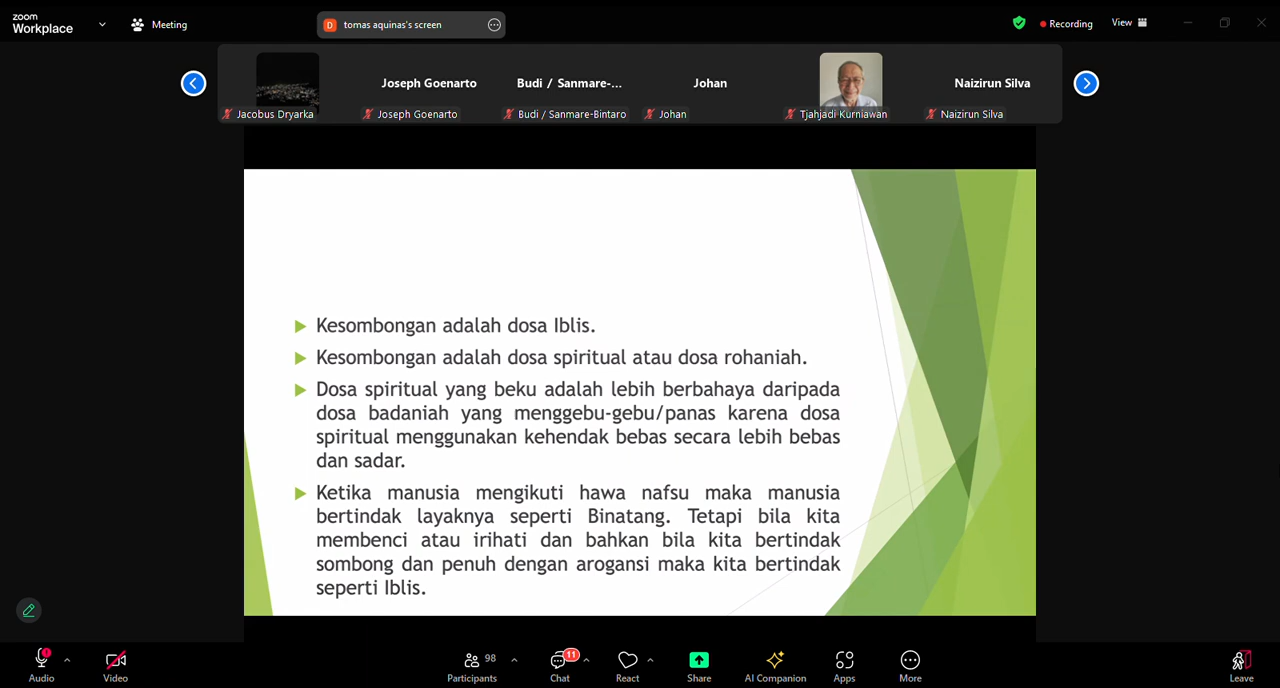 zoom
Workplace
Meeting
D tomas aquinas's screen
Recording
View
Joseph Goenarto
Budi / Sanmare-...
Johan
Naizirun Silva
Jacobus Dryarka
Joseph Goenarto
Budi / Sanmare-Bintaro
Johan
Tjahjadi Kurniawan
Naizirun Silva
Kesombongan adalah dosa Iblis.
Kesombongan adalah dosa spiritual atau dosa rohaniah.
Dosa spiritual yang beku adalah lebih berbahaya daripada
dosa badaniah yang menggebu-gebu/panas karena dosa
spiritual menggunakan kehendak bebas secara lebih bebas
dan sadar.
Ketika manusia mengikuti hawa nafsu maka manusia
bertindak layaknya seperti Binatang. Tetapi bila kita
membenci atau irihati dan bahkan bila kita bertindak
sombong dan penuh dengan arogansi maka kita bertindak
seperti Iblis.
Audio
Video
98
Participants
11
Chat
React
Share
AI Companion
Apps
More
Leave